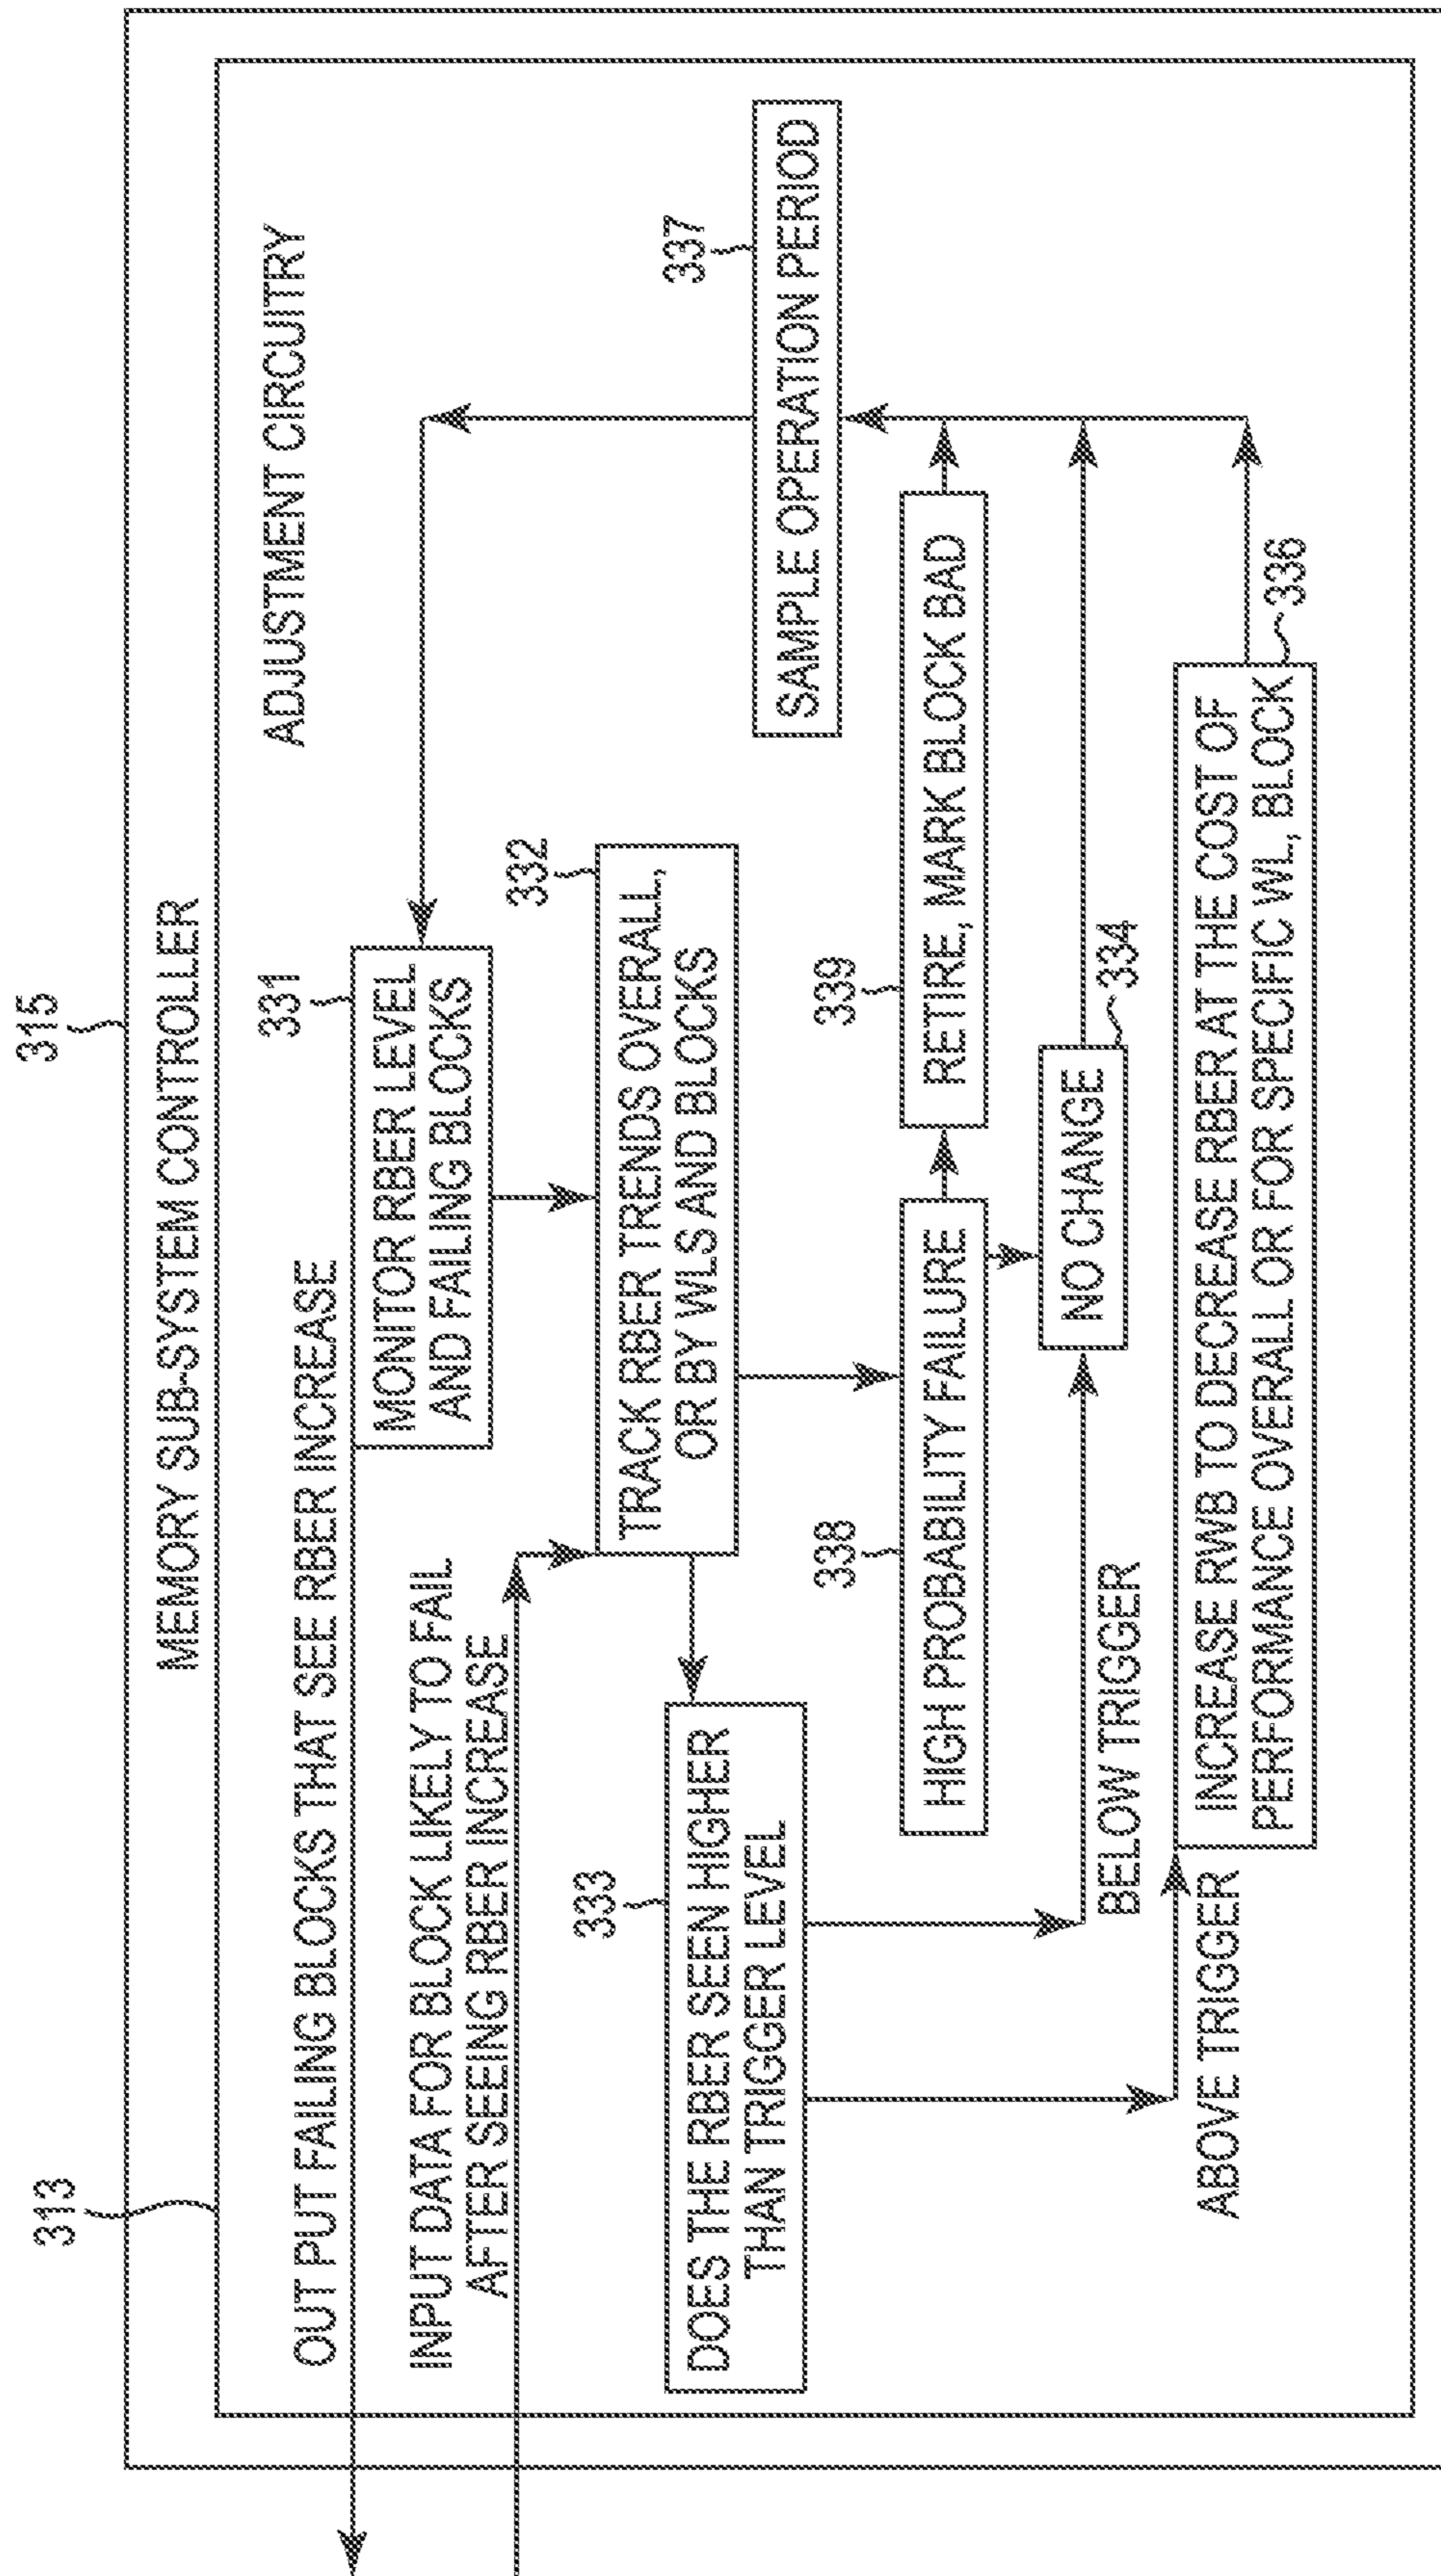 315
MEMORY SUB-SYSTEM CONTROLLER
313
ADJUSTMENT CIRCUITRY
OUT PUT FAILING BLOCKS THAT SEE RBER INCREASE
331
MONITOR RBER LEVEL
AND FAILING BLOCKS
INPUT DATA FOR BLOCK LIKELY TO FAIL
AFTER SEEING RBER INCREASE
332
TRACK RBER TRENDS OVERALL,
OR BY WLS AND BLOCKS
333
DOES THE RBER SEEN HIGHER
THAN TRIGGER LEVEL
337
SAMPLE OPERATION PERIOD
338
HIGH PROBABILITY FAILURE
339
RETIRE, MARK BLOCK BAD
NO CHANGE
334
BELOW TRIGGER
ABOVE TRIGGER
INCREASE RWB TO DECREASE RBER AT THE COST OF
PERFORMANCE OVERALL OR FOR SPECIFIC WL, BLOCK
336